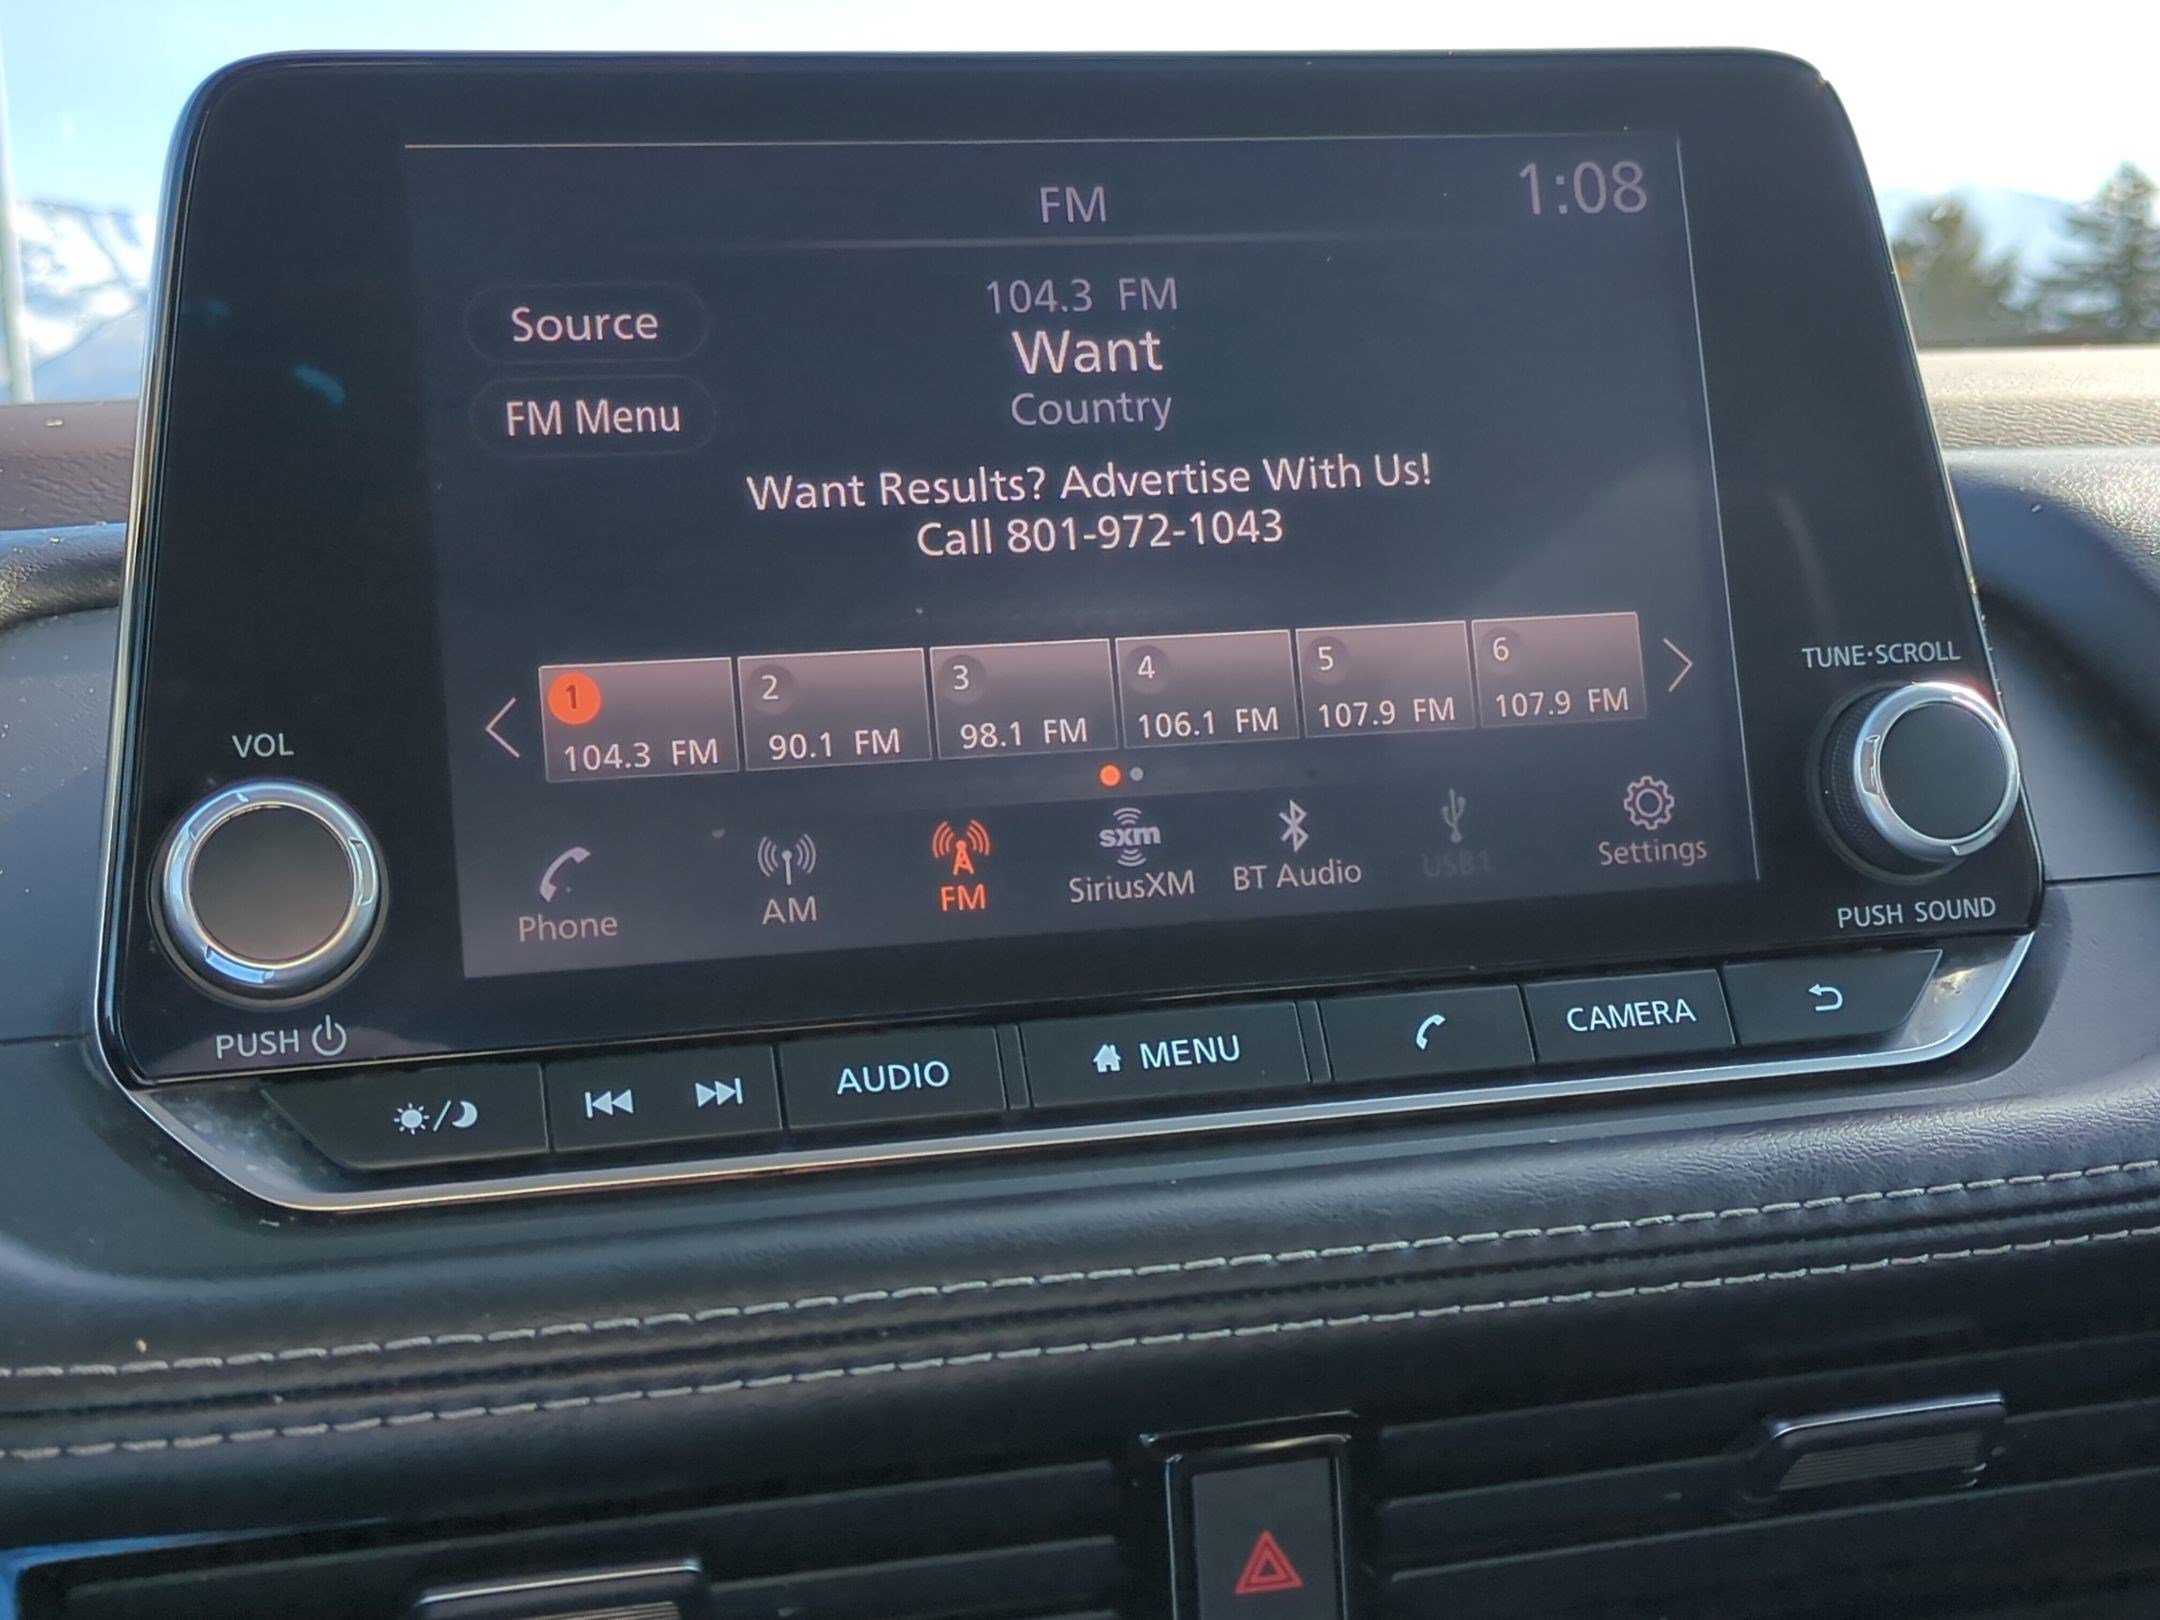 FM
1:08
Source
104.3 FM
Want
FM Menu
Country
Want Results? Advertise With Us!
Call 801-972-1043
1
104.3 FM
2
90.1 FM
3
98.1 FM
4
106.1 FM
5
107.9 FM
6
107.9 FM
Phone
AM
FM
sxm
SiriusXM
BT Audio
USB1
Settings
VOL
PUSH
TUNE·SCROLL
PUSH SOUND
AUDIO
MENU
CAMERA